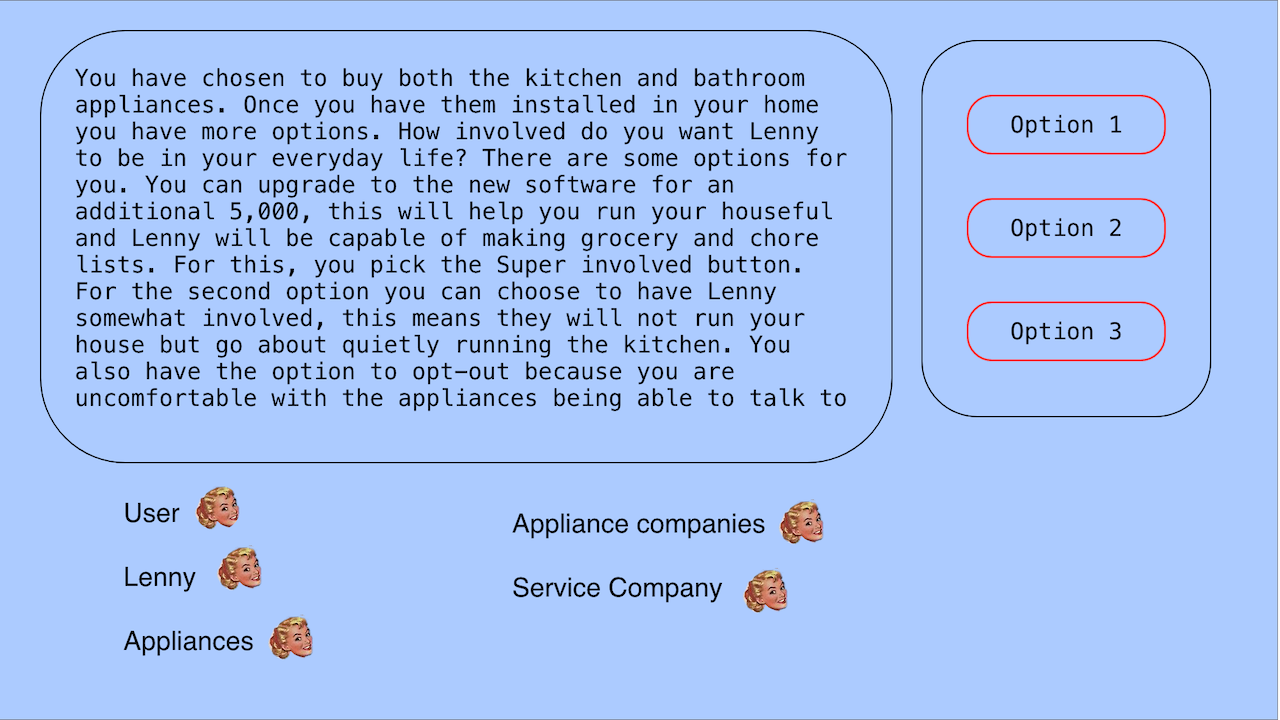 You have chosen to buy both the kitchen and bathroom
appliances. Once you have them installed in your home
you have more options. How involved do you want Lenny
to be in your everyday life? There are some options for
you. You can upgrade to the new software for an
additional 5,000, this will help you run your houseful
and Lenny will be capable of making grocery and chore
lists. For this, you pick the Super involved button.
For the second option you can choose to have Lenny
somewhat involved, this means they will not run your
house but go about quietly running the kitchen. You
also have the option to opt-out because you are
uncomfortable with the appliances being able to talk to
Option 1
Option 2
Option 3
User
Lenny
Appliances
Appliance companies
Service Company